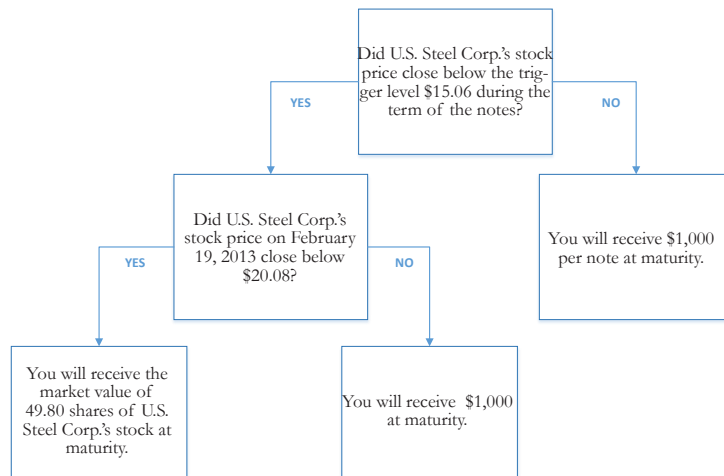 Did U.S. Steel Corp.'s stock
price close below the trig-
ger level $15.06 during the
term of the notes?
YES
NO
Did U.S. Steel Corp.'s
stock price on February
19, 2013 close below
$20.08?
You will receive $1,000
per note at maturity.
YES
NO
You will receive the
market value of
49.80 shares of U.S.
Steel Corp.'s stock at
maturity.
You will receive $1,000
at maturity.